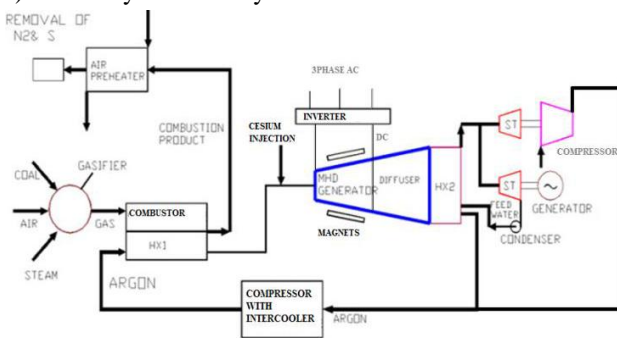 REMOVAL OF
N2& S
AIR
PREHEATER
3PHASE AC
INVERTER
CESIUM
INJECTION
DC
COMBUSTION
PRODUCT
ST
COMPRESSOR
GASIFIER
COAL
MHD
GENERATOR
DIFFUSER
HX2
ST
GENERATOR
FEED
WATER
COMBUSTOR
AIR
GAS
HX1
MAGNETS
CONDENSER
STEAM
ARGON
COMPRESSOR
WITH
INTERCOOLER
ARGON